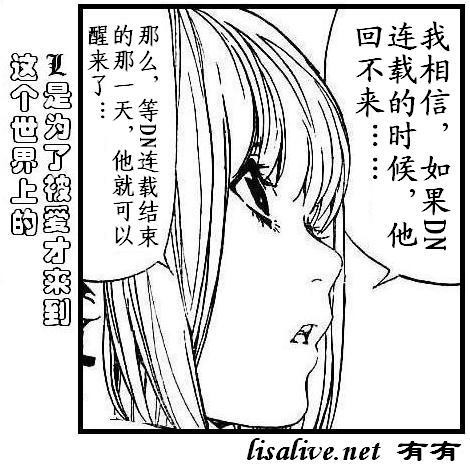 我相信，如果DN
连载的时候，他
回不来……
那么，等DN连载结束
的那一天，他就可以
醒来了…
L是为了被爱才来到
这个世界上的
lisalive.net 有有